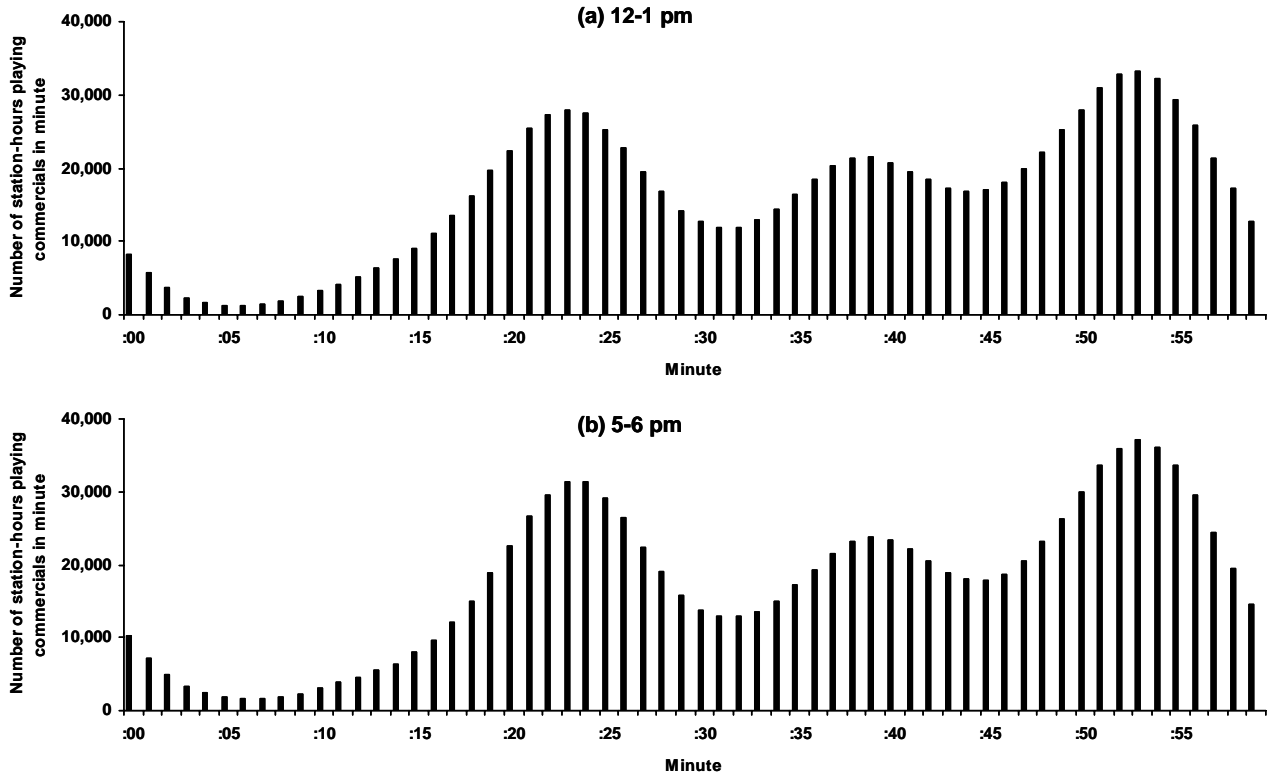 (a) 12-1 pm
Number of station-hours playing
commercials in minute
40,000
30,000
20,000
10,000
0
:00 :05 :10 :15 :20 :25 :30 :35 :40 :45 :50 :55
Minute
(b) 5-6 pm
Number of station-hours playing
commercials in minute
40,000
30,000
20,000
10,000
0
:00 :05 :10 :15 :20 :25 :30 :35 :40 :45 :50 :55
Minute